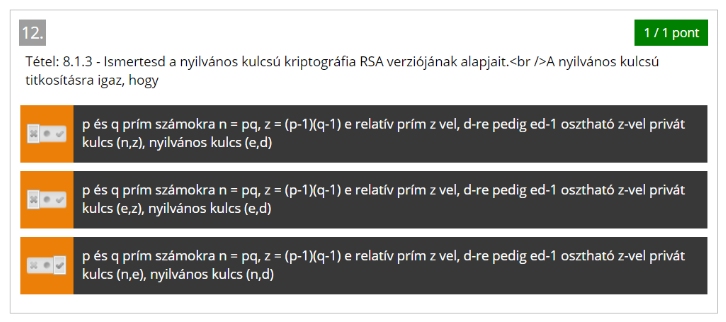 12.
1 / 1 pont
Tétel: 8.1.3 - Ismertesd a nyilvános kulcsú kriptográfia RSA verziójának alapjait.<br />A nyilvános kulcsú
titkosításra igaz, hogy
p és q prím számokra n = pq, z = (p-1)(q-1) e relatív prím z vel, d-re pedig ed-1 osztható z-vel privát
kulcs (n,z), nyilvános kulcs (e,d)
p és q prím számokra n = pq, z = (p-1)(q-1) e relatív prím z vel, d-re pedig ed-1 osztható z-vel privát
kulcs (e,z), nyilvános kulcs (e,d)
p és q prím számokra n = pq, z = (p-1)(q-1) e relatív prím z vel, d-re pedig ed-1 osztható z-vel privát
kulcs (n,e), nyilvános kulcs (n,d)